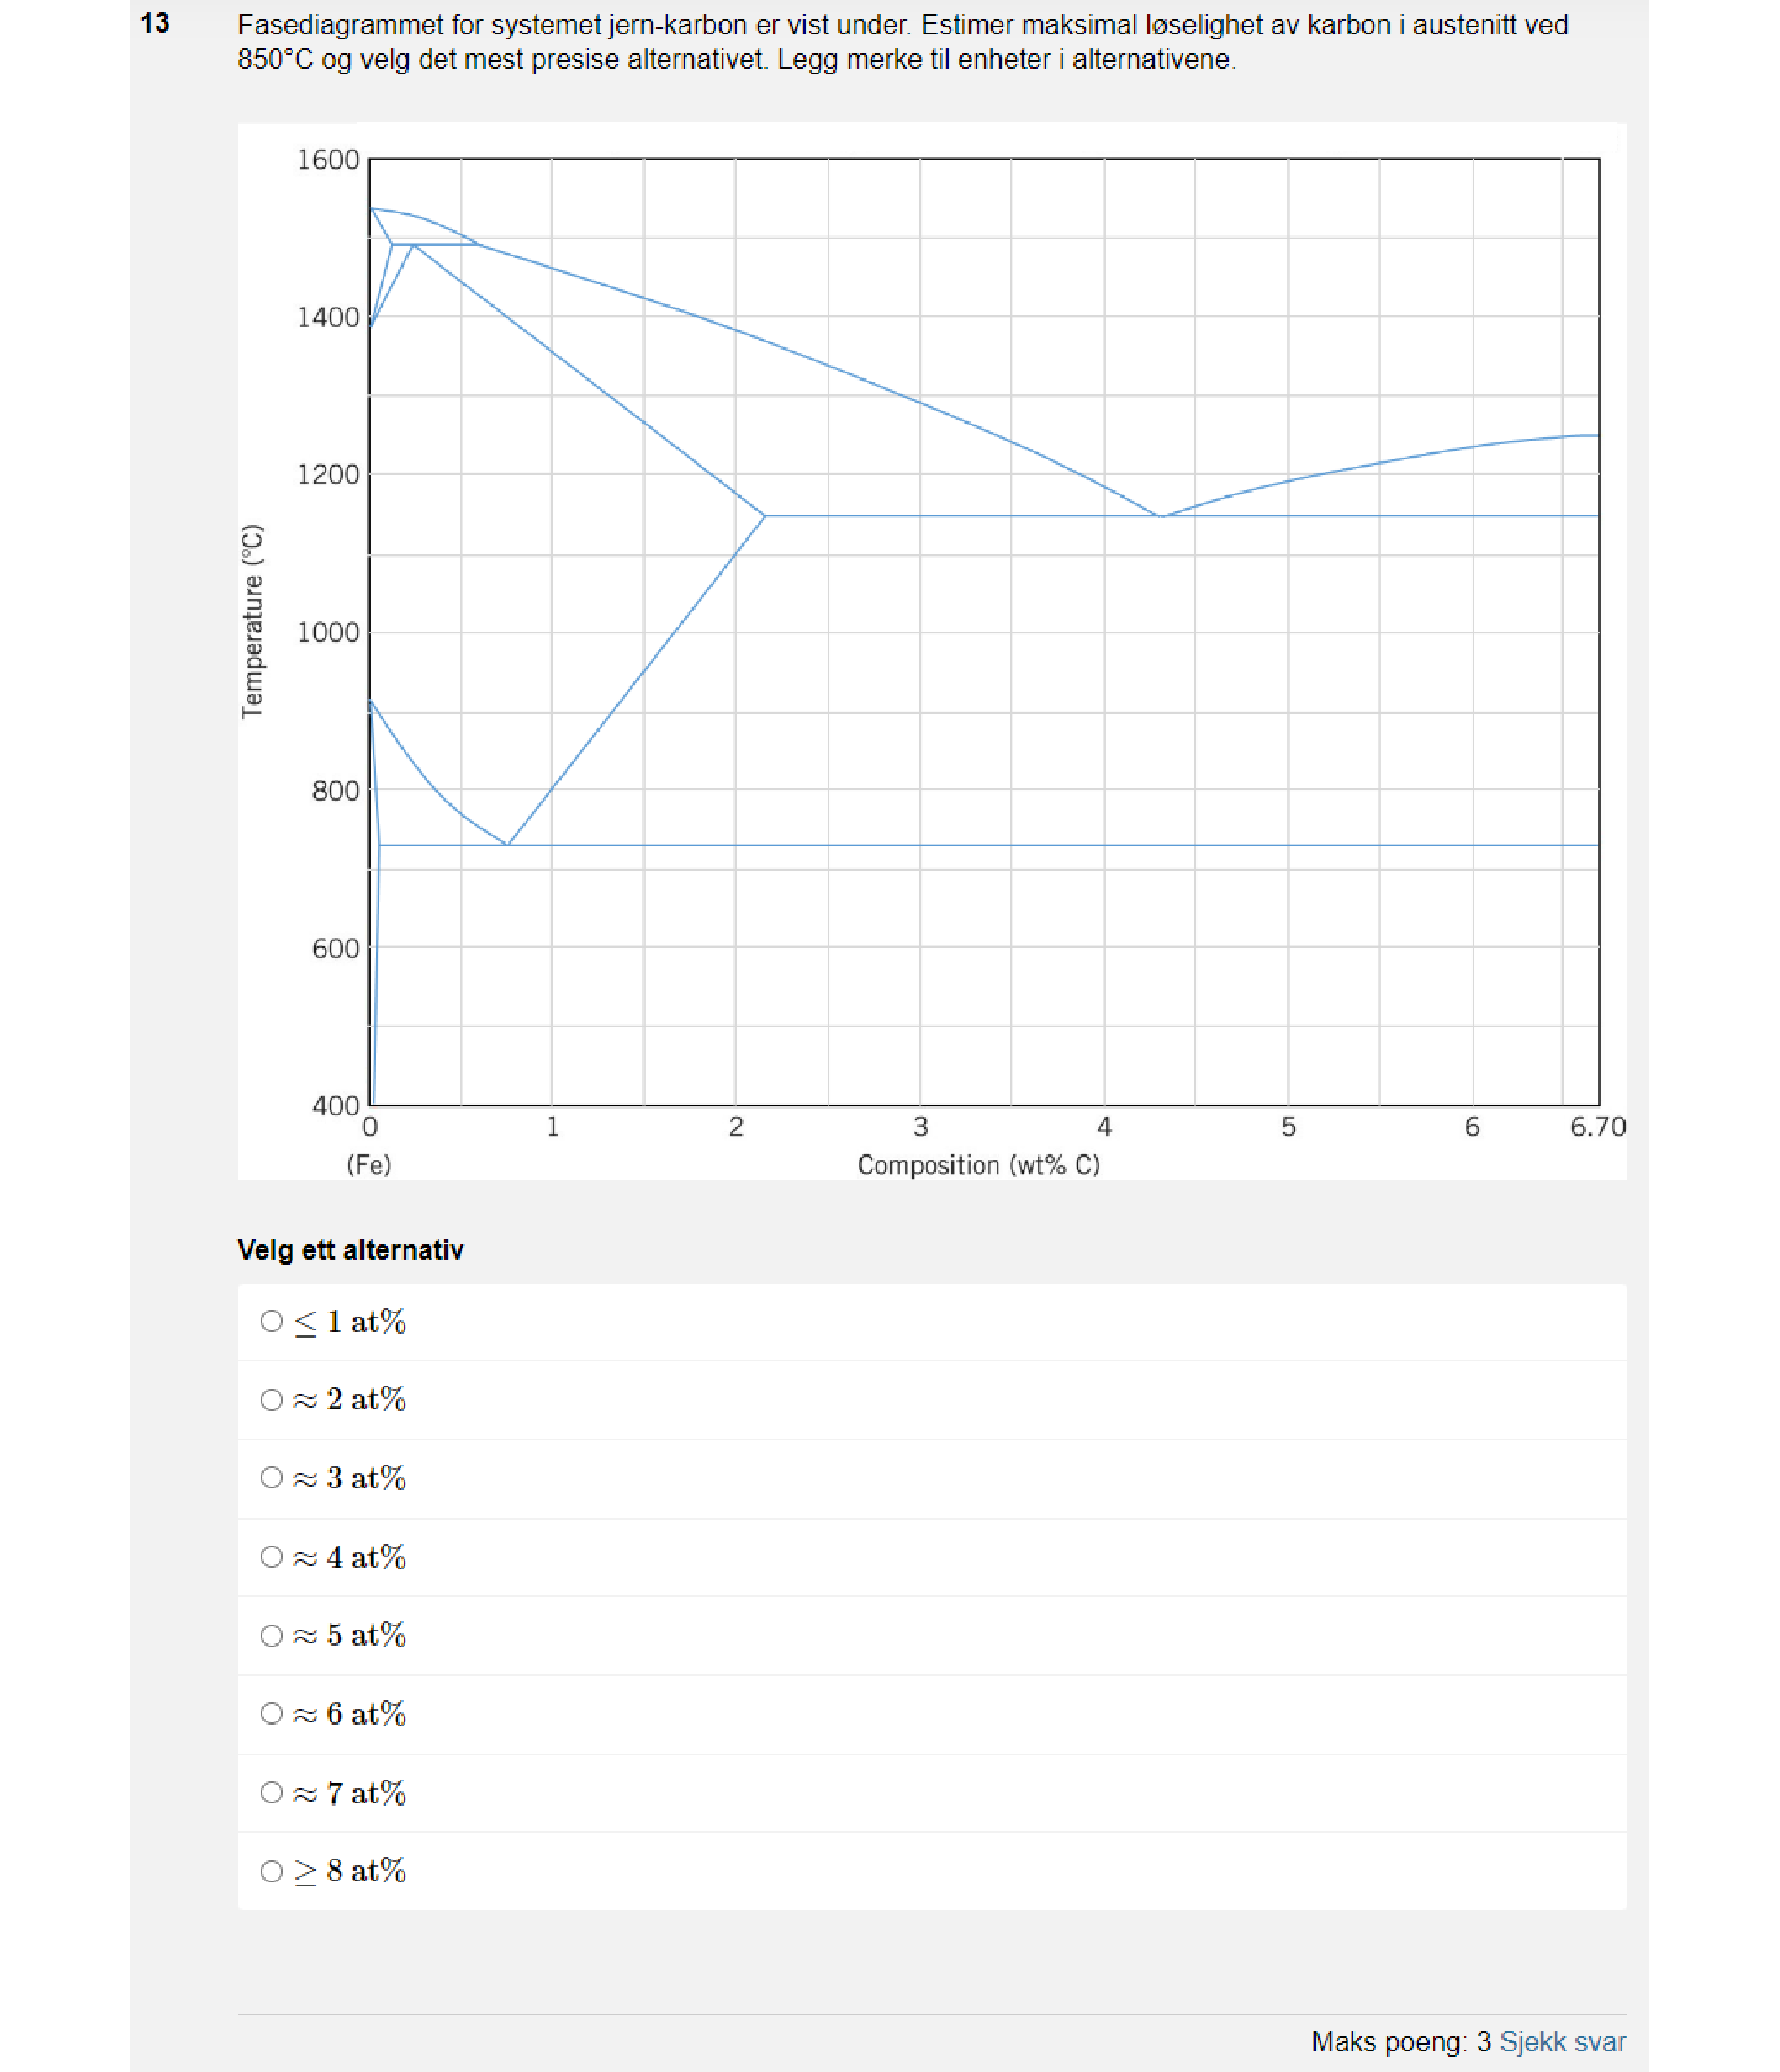 13
Fasediagrammet for systemet jern-karbon er vist under. Estimer maksimal løselighet av karbon i austenitt ved
850°C og velg det mest presise alternativet. Legg merke til enheter i alternativene.
1600
1400
1200
1000
800
600
400
Temperature (°C)
0 1 2 3 4 5 6 6.70
(Fe) Composition (wt% C)
Velg ett alternativ
≤ 1 at%
≈ 2 at%
≈ 3 at%
≈ 4 at%
≈ 5 at%
≈ 6 at%
≈ 7 at%
≥ 8 at%
Maks poeng: 3 Sjekk svar